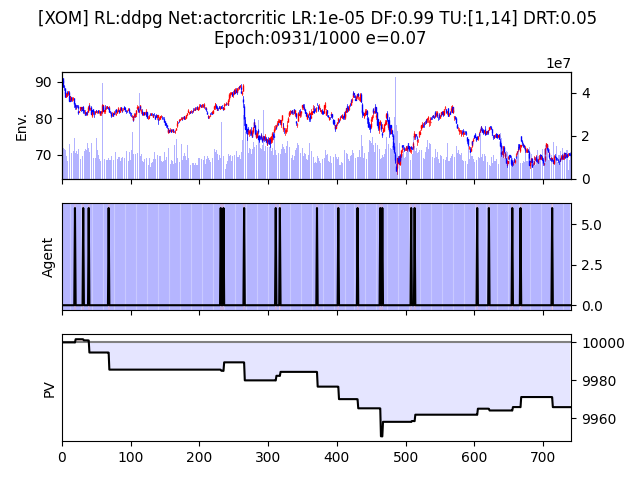 [XOM] RL:ddpg Net:actorcritic LR:1e-05 DF:0.99 TU:[1,14] DRT:0.05
Epoch:0931/1000 e=0.07
1e7
Env.
90
80
70
4
2
0
Agent
5.0
2.5
0.0
PV
10000
9980
9960
0 100 200 300 400 500 600 700